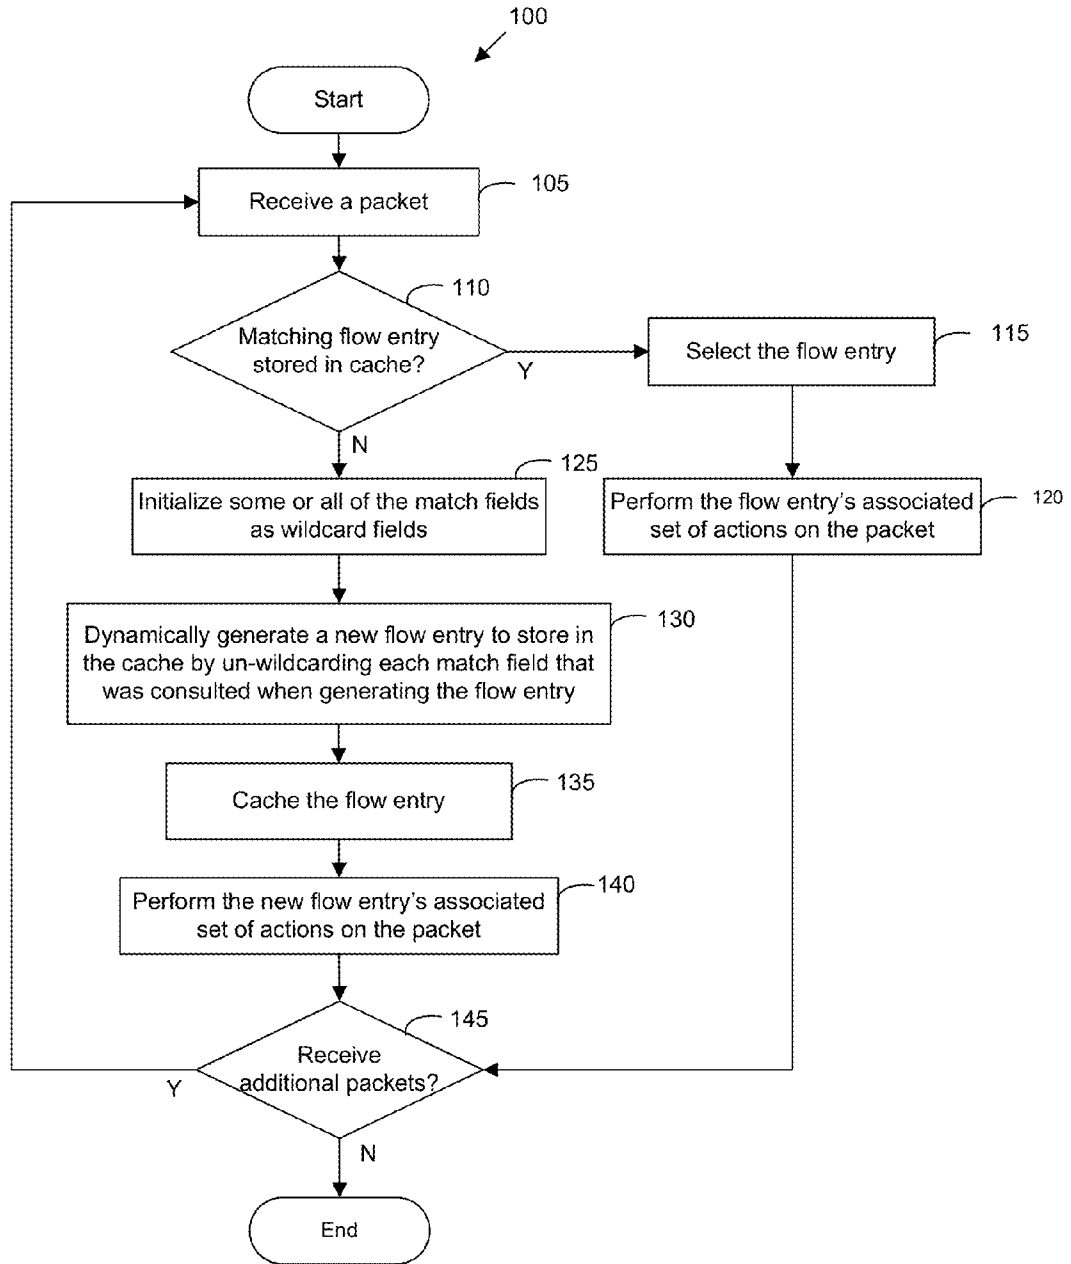 100
Start
Receive a packet
105
110
Matching flow entry
stored in cache?
Y
N
Select the flow entry
115
125
Initialize some or all of the match fields
as wildcard fields
Perform the flow entry's associated
set of actions on the packet
120
Dynamically generate a new flow entry to store in
the cache by un-wildcarding each match field that
was consulted when generating the flow entry
130
Cache the flow entry
135
Perform the new flow entry's associated
set of actions on the packet
140
145
Receive
additional packets?
Y
N
End